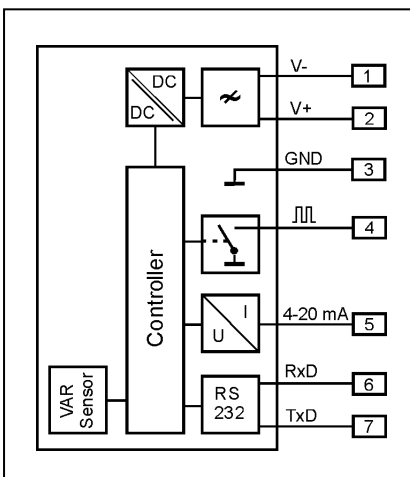 V-
1
DC
DC
V+
2
GND
3
4
Controller
I
U
4-20 mA
5
VAR
Sensor
RS
232
RxD
6
TxD
7